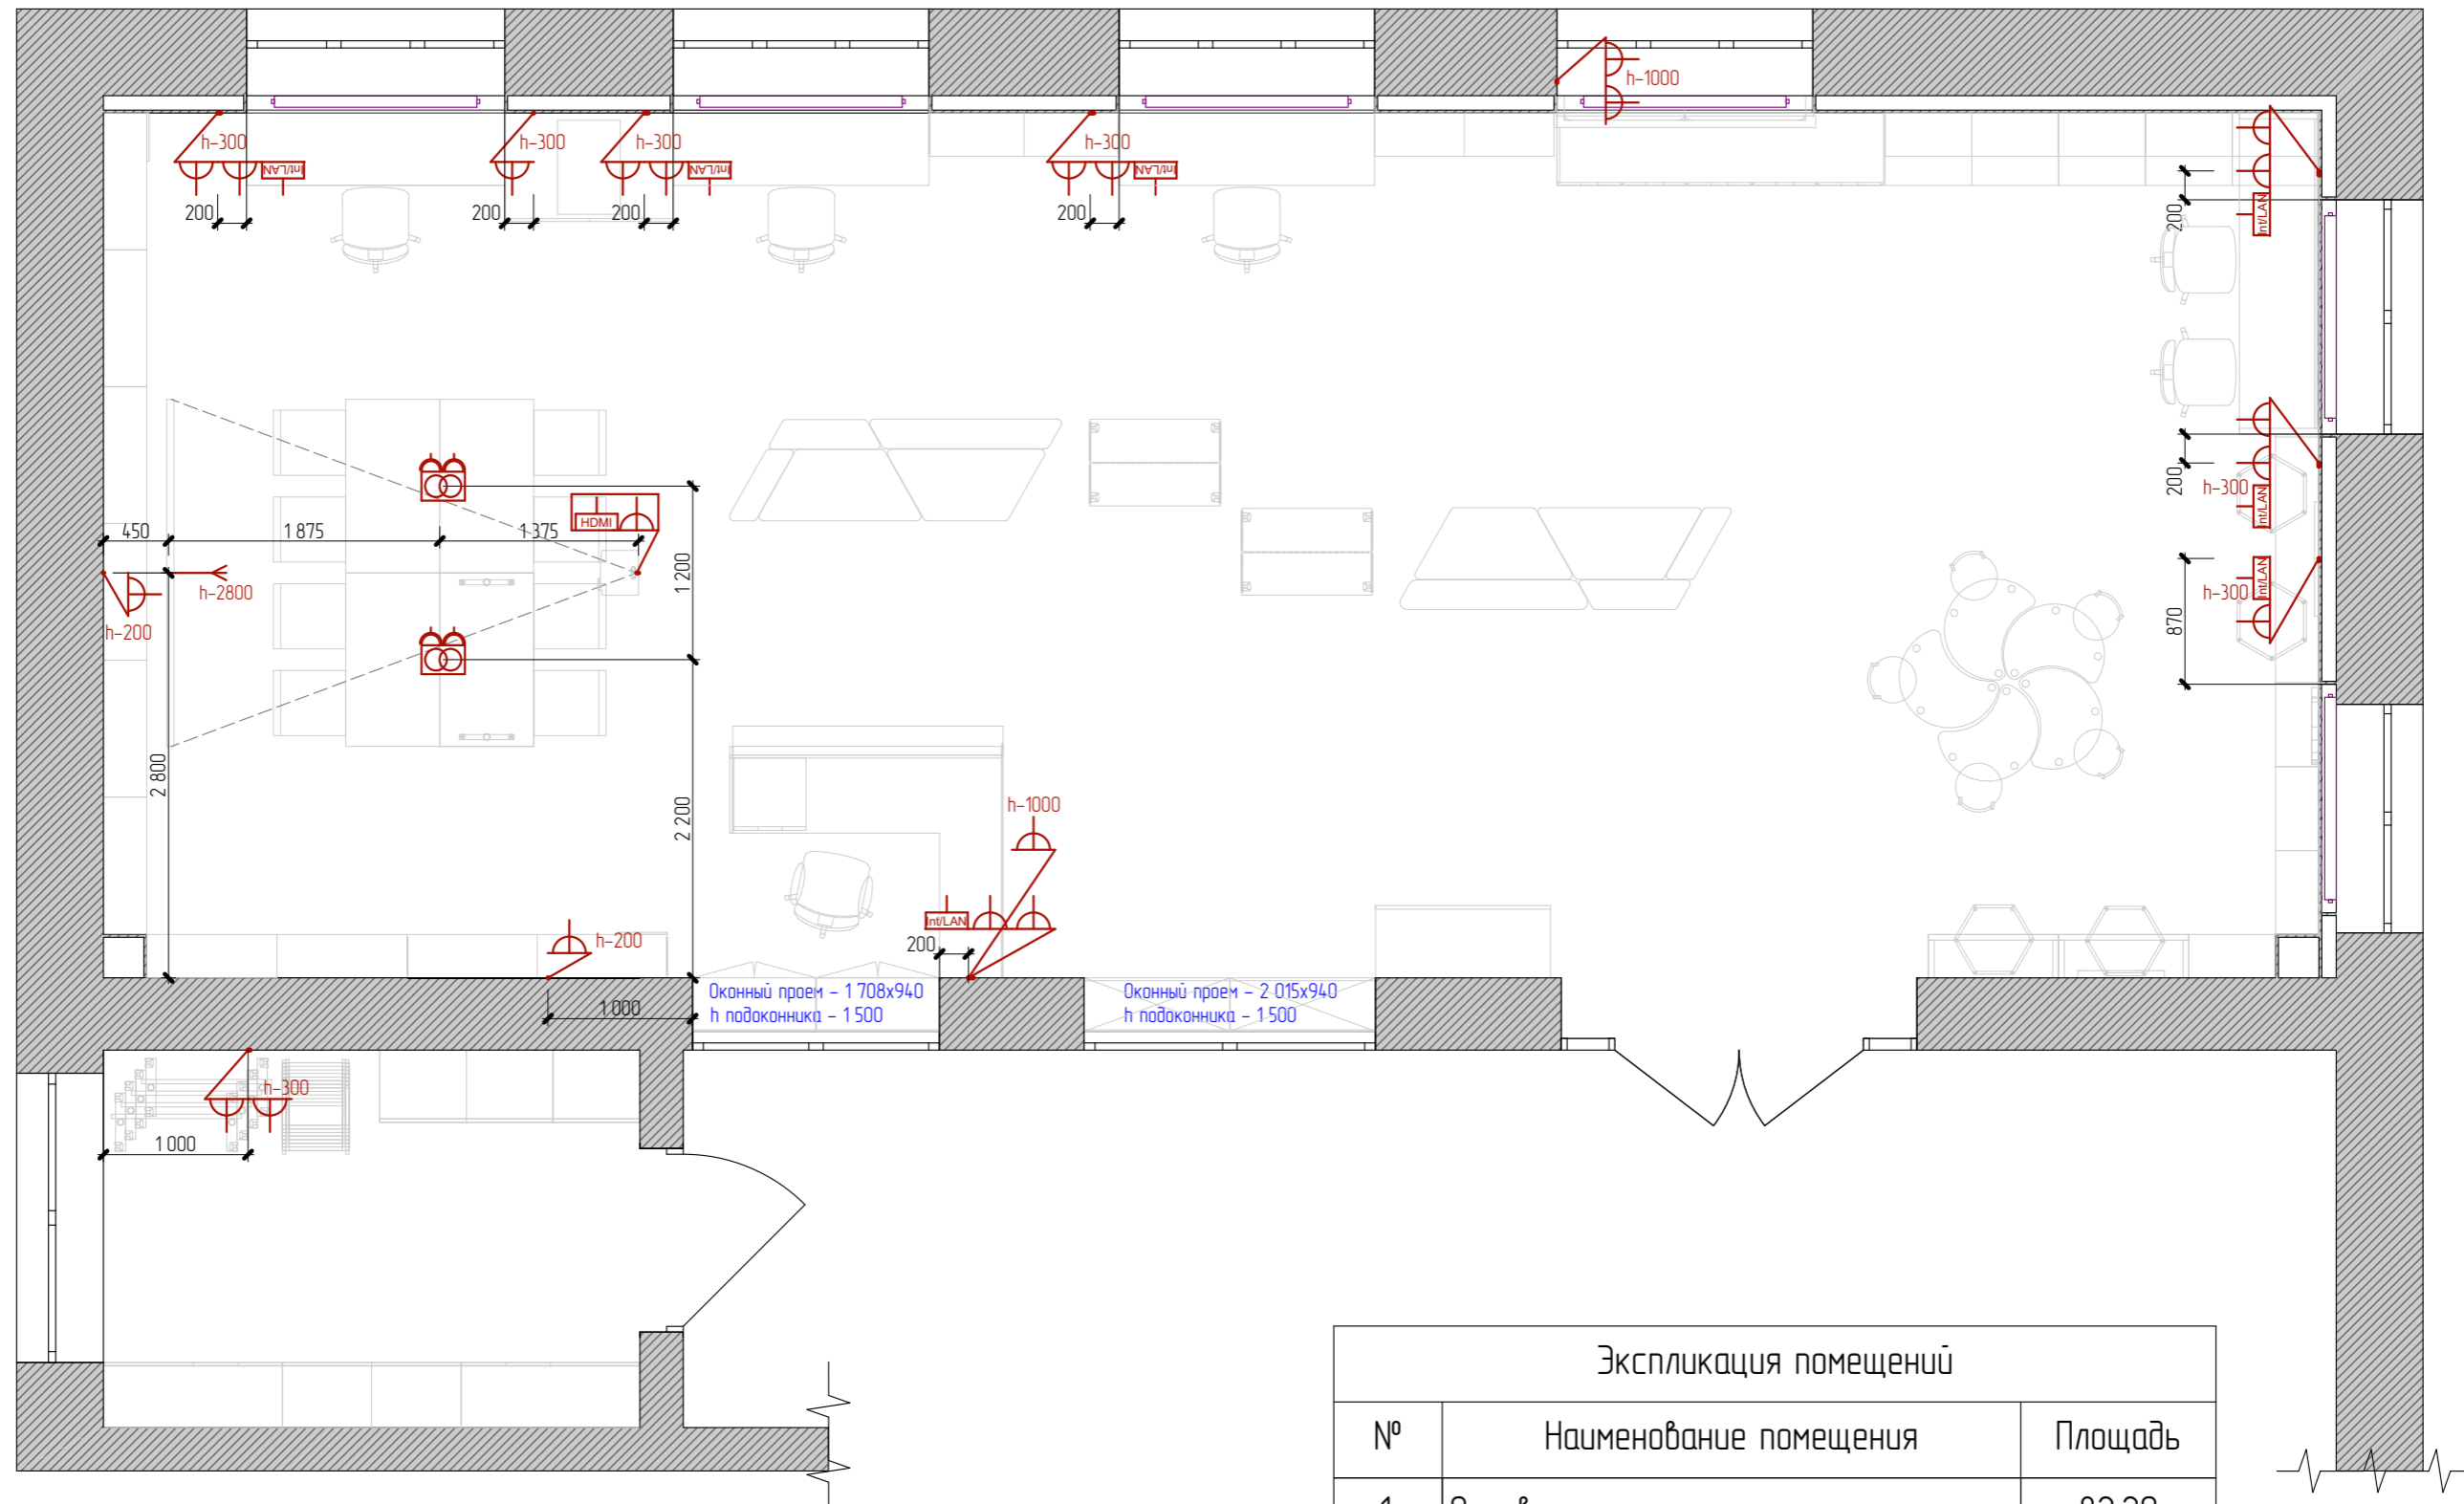 h-1000
h-300
h-300
h-300
h-300
Int/LAN
Int/LAN
Int/LAN
Int/LAN
200
200
200
200
200
450
1 875
1 375
HDMI
1 200
200
h-300
Int/LAN
h-2800
h-200
h-300
Int/LAN
870
2 800
2 200
h-1000
Int/LAN
200
h-200
1 000
Оконный проем - 1 708х940
h подоконника - 1 500
Оконный проем - 2 015х940
h подоконника - 1 500
h-300
1 000
Экспликация помещений
№
Наименование помещения
Площадь